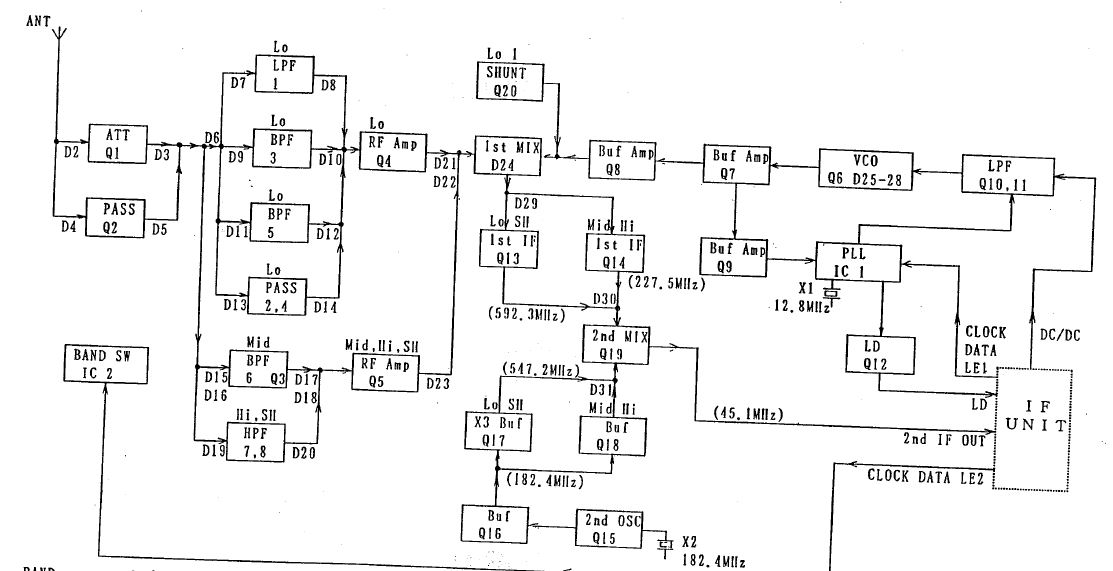 ANT
D2
ATT
Q1
D3
D4
PASS
Q2
D5
D6
Lo
LPF
1
D7
D8
Lo
BPF
3
D9
D10
Lo
BPF
5
D11
D12
Lo
PASS
2,4
D13
D14
Mid
BPF
6 Q3
D15
D16
D17
D18
Hi,SH
HPF
7,8
D19
D20
Lo
RF Amp
Q4
D21
D22
Mid,Hi,SH
RF Amp
Q5
D23
BAND SW
IC 2
Lo 1
SHUNT
Q20
1st MIX
D24
Buf Amp
Q8
Buf Amp
Q7
VCO
Q6 D25-28
LPF
Q10,11
D29
Lo SH
1st IF
Q13
Mid Hi
1st IF
Q14
(227.5MHz)
(592.3MHz)
D30
Buf Amp
Q9
PLL
IC 1
X1
12.8MHz
2nd MIX
Q19
(547.2MHz)
D31
LD
Q12
CLOCK
DATA
LE1
DC/DC
LD
Lo SH
X3 Buf
Q17
Mid Hi
Buf
Q18
(45.1MHz)
2nd IF OUT
IF
UNIT
(182.4MHz)
CLOCK DATA LE2
Buf
Q16
2nd OSC
Q15
X2
182.4MHz